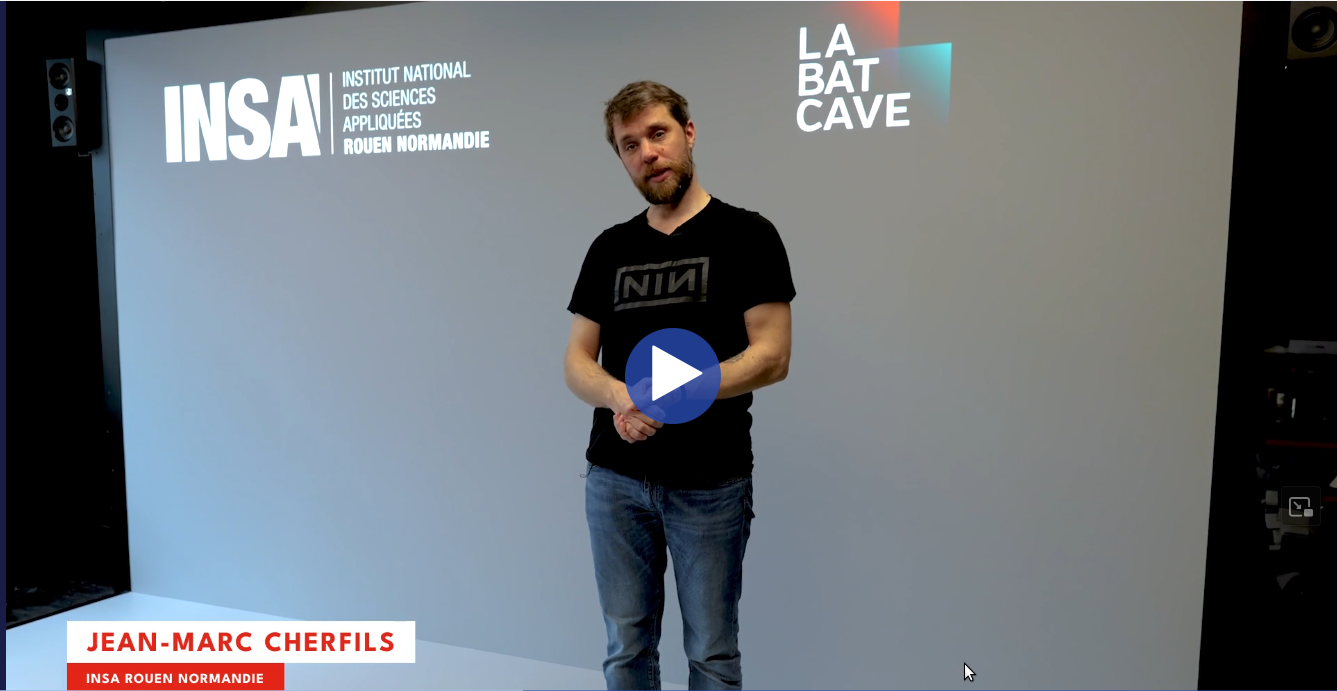 INSA
INSTITUT NATIONAL
DES SCIENCES
APPLIQUÉES
ROUEN NORMANDIE
LA
BAT
CAVE
NIN
JEAN-MARC CHERFILS
INSA ROUEN NORMANDIE